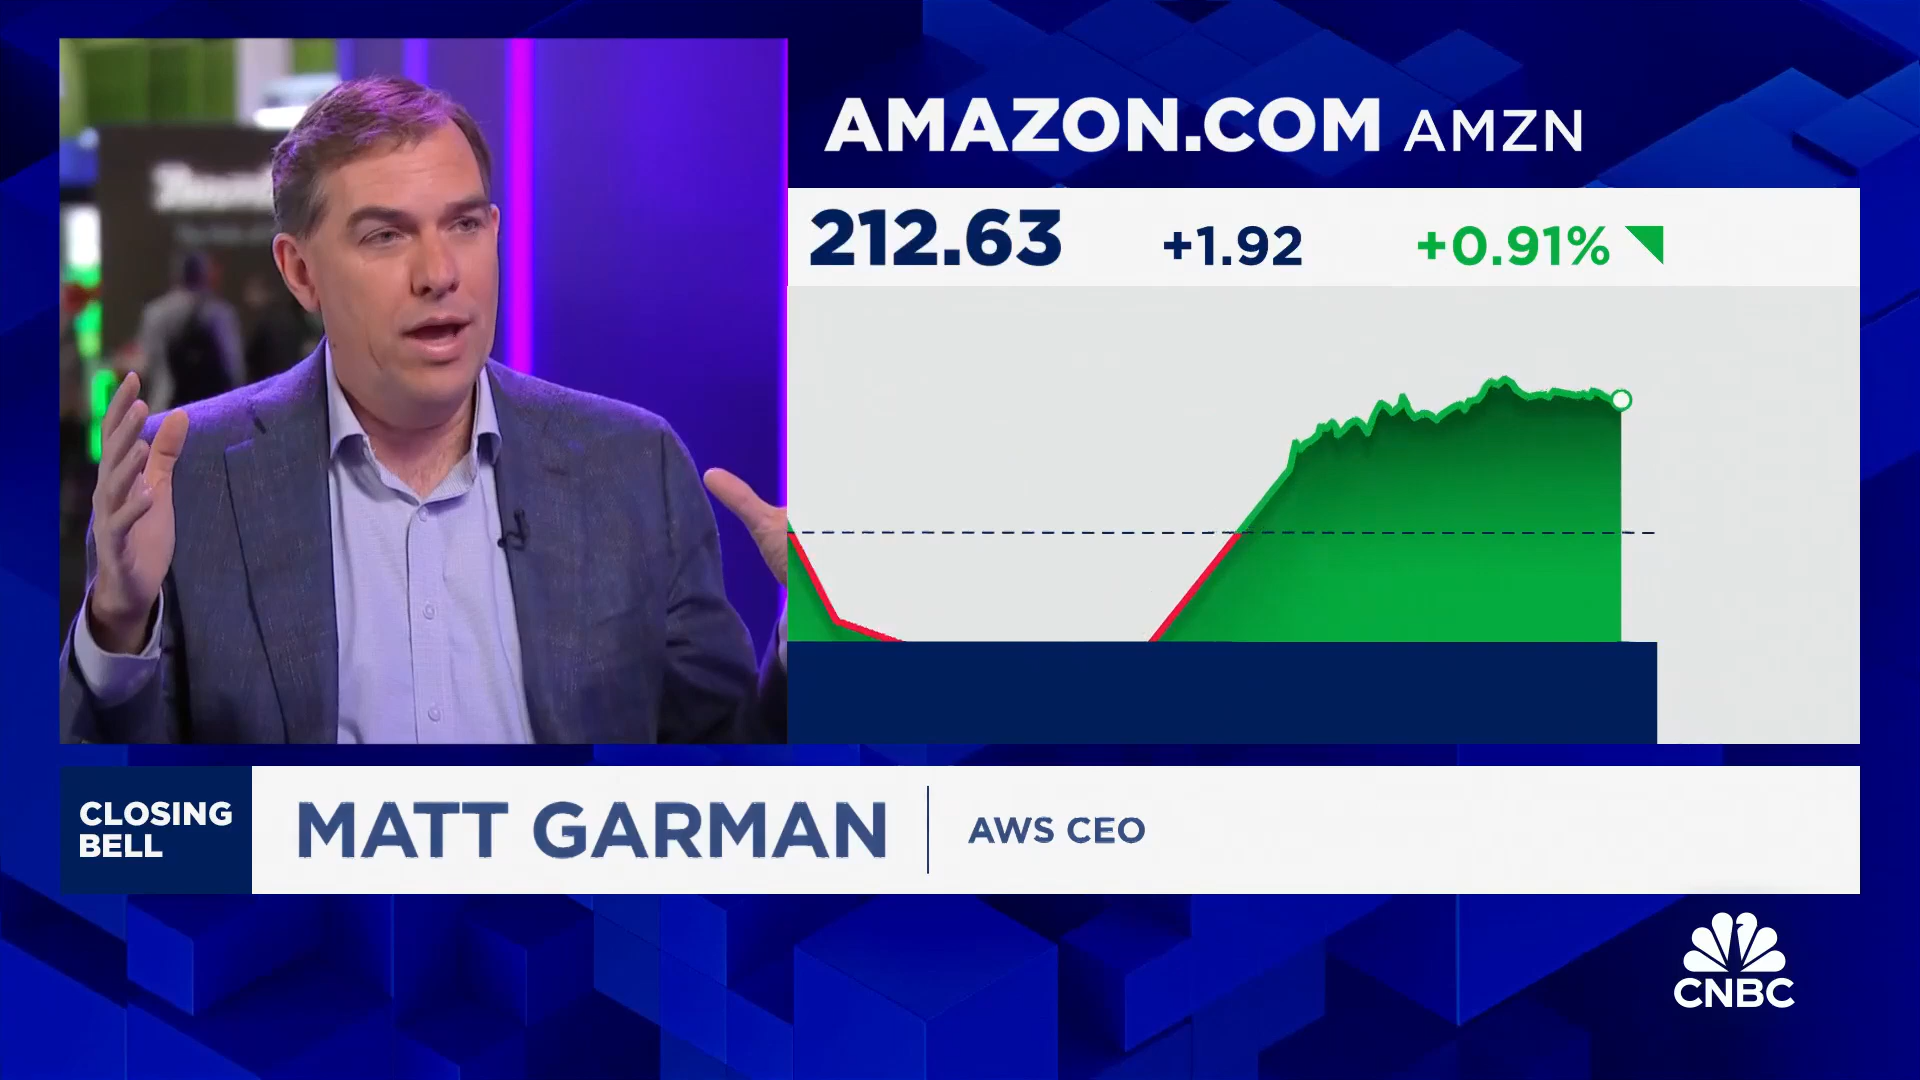 AMAZON.COM AMZN
212.63 +1.92 +0.91%
CLOSING
BELL
MATT GARMAN
AWS CEO
CNBC